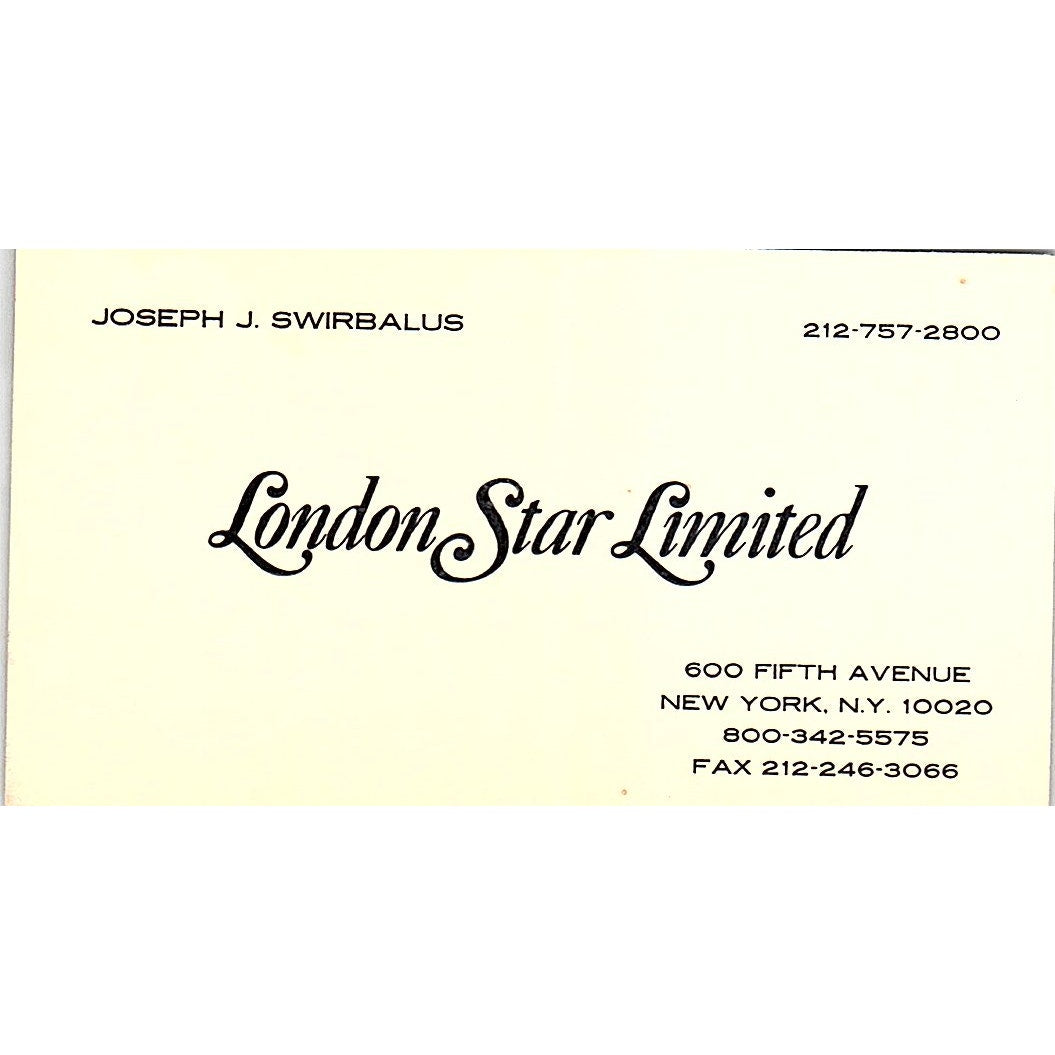 JOSEPH J. SWIRBALUS
212-757-2800
London Star Limited
600 FIFTH AVENUE
NEW YORK, N.Y. 10020
800-342-5575
FAX 212-246-3066